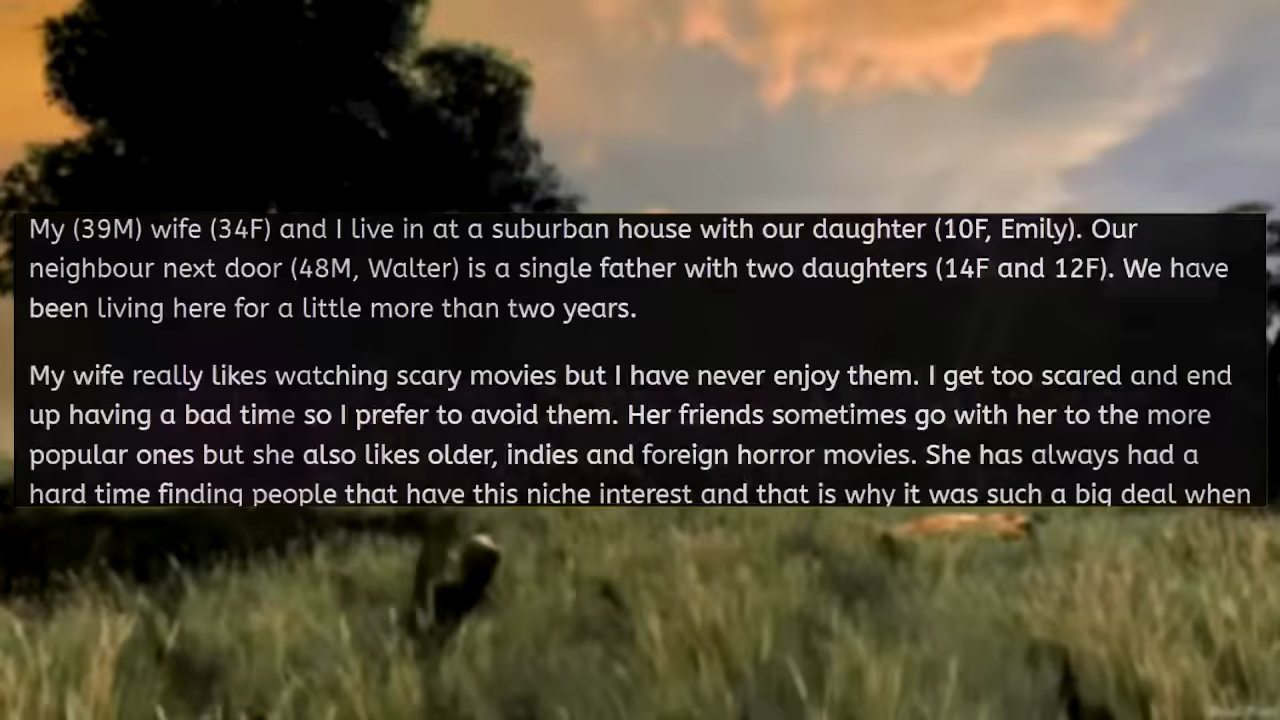 My (39M) wife (34F) and I live in at a suburban house with our daughter (10F, Emily). Our
neighbour next door (48M, Walter) is a single father with two daughters (14F and 12F). We have
been living here for a little more than two years.
My wife really likes watching scary movies but I have never enjoy them. I get too scared and end
up having a bad time so I prefer to avoid them. Her friends sometimes go with her to the more
popular ones but she also likes older, indies and foreign horror movies. She has always had a
hard time finding people that have this niche interest and that is why it was such a big deal when